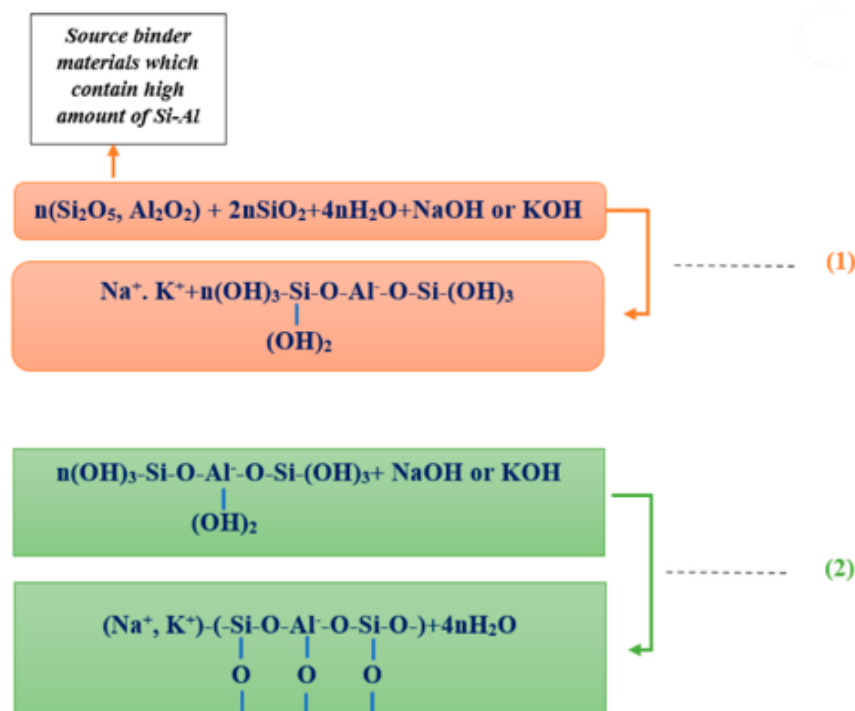 Source binder
materials which
contain high
amount of Si-Al
n(Si₂O₅, Al₂O₂) + 2nSiO₂+4nH₂O+NaOH or KOH
(1)
Na⁺. K⁺+n(OH)₃-Si-O-Al⁻-O-Si-(OH)₃
(OH)₂
n(OH)₃-Si-O-Al⁻-O-Si-(OH)₃+ NaOH or KOH
(OH)₂
(2)
(Na⁺, K⁺)-(-Si-O-Al⁻-O-Si-O-)+4nH₂O
O O O